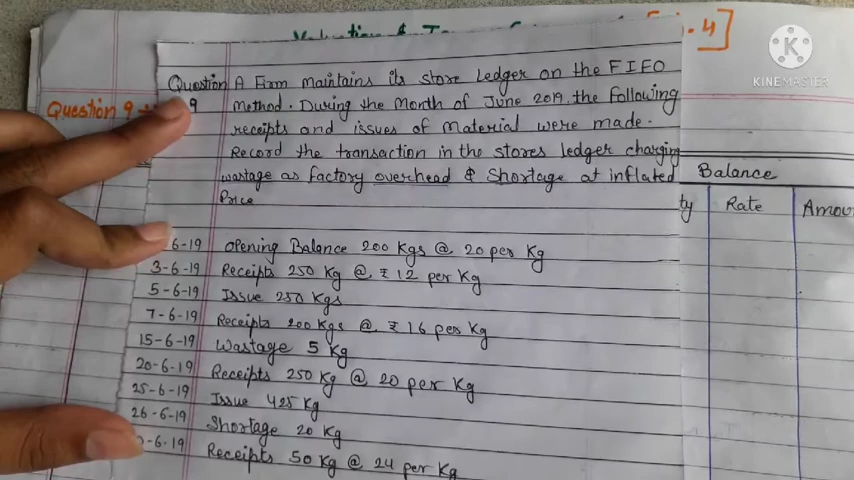 . 4]
KINEMASTER
Question 9
Question A Firm maintains its store Ledger on the FIFO
9 Method. During the Month of June 2019. the following
receipts and issues of Material were made.
Record the transaction in the stores ledger charging
wastage as factory overhead & Shortage at inflated
Price
Balance
ty Rate Amou
6-19 opening Balance 200 Kgs @ 20 per Kg
3-6-19 Receipts 250 Kg @ ₹12 per Kg
5-6-19 Issue 250 Kgs
7-6-19 Receipts 200 Kgs @ ₹16 per Kg
15-6-19 Wastage 5 Kg
20-6-19 Receipts 250 Kg @ 20 per Kg
25-6-19 Issue 425 Kg
26-6-19 Shortage 20 Kg
-6-19 Receipts 50 Kg @ 24 per Kg